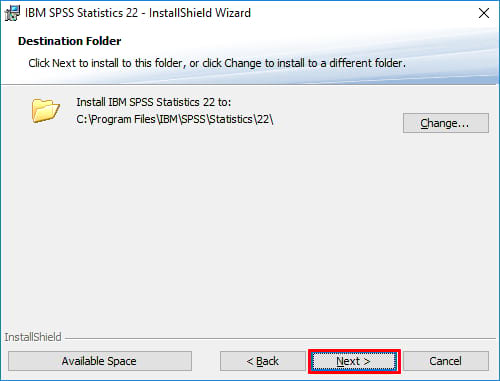 IBM SPSS Statistics 22 - InstallShield Wizard
Destination Folder
Click Next to install to this folder, or click Change to install to a different folder.
Install IBM SPSS Statistics 22 to:
C:\Program Files\IBM\SPSS\Statistics\22\
Change...
InstallShield
Available Space
< Back
Next >
Cancel